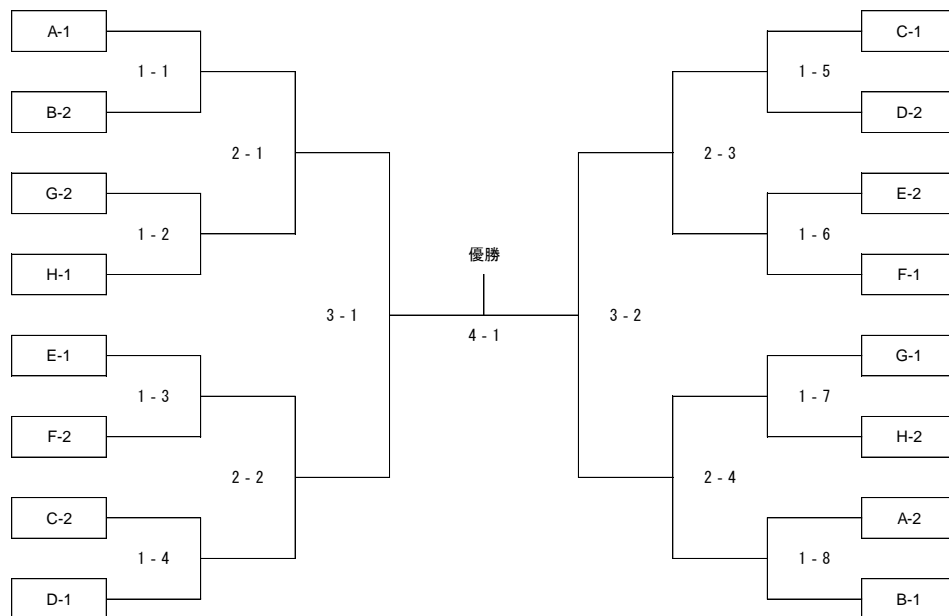 A-1
C-1
1 - 1
1 - 5
B-2
D-2
2 - 1
2 - 3
G-2
E-2
1 - 2
1 - 6
優勝
H-1
F-1
3 - 1
3 - 2
4 - 1
E-1
G-1
1 - 3
1 - 7
F-2
H-2
2 - 2
2 - 4
C-2
A-2
1 - 4
1 - 8
D-1
B-1